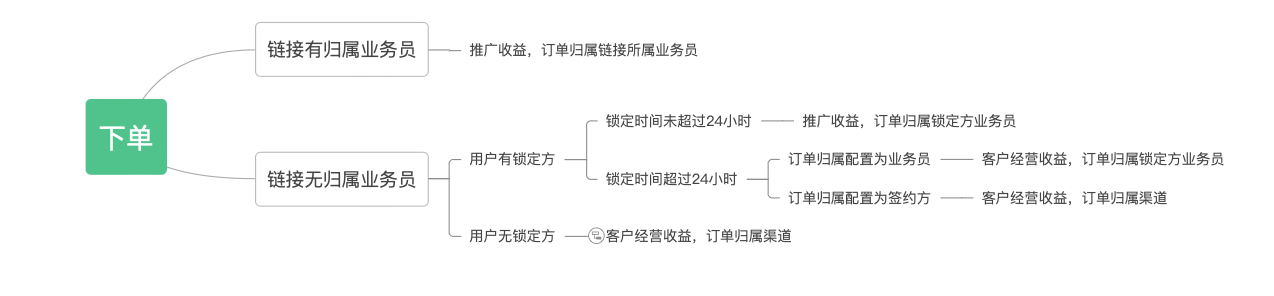 下单
链接有归属业务员
推广收益，订单归属链接所属业务员
链接无归属业务员
用户有锁定方
锁定时间未超过24小时
推广收益，订单归属锁定方业务员
锁定时间超过24小时
订单归属配置为业务员
客户经营收益，订单归属锁定方业务员
订单归属配置为签约方
客户经营收益，订单归属渠道
用户无锁定方
客户经营收益，订单归属渠道